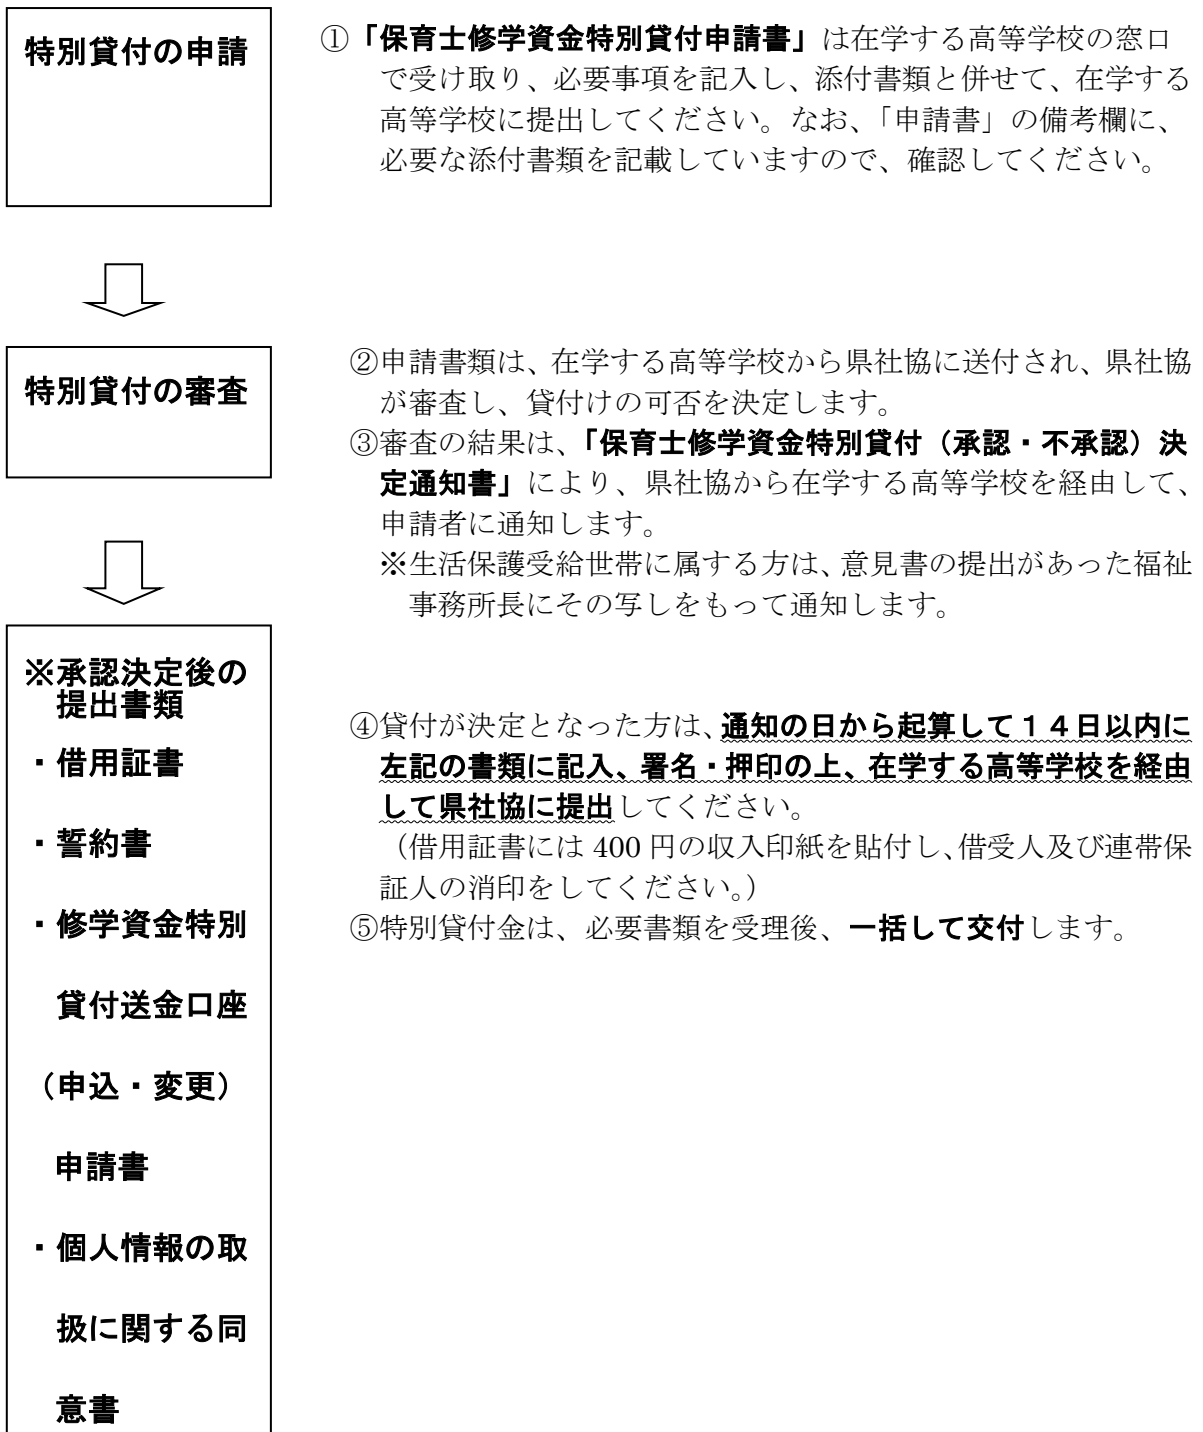 特別貸付の申請
①「保育士修学資金特別貸付申請書」は在学する高等学校の窓口
で受け取り、必要事項を記入し、添付書類と併せて、在学する
高等学校に提出してください。なお、「申請書」の備考欄に、
必要な添付書類を記載していますので、確認してください。
特別貸付の審査
②申請書類は、在学する高等学校から県社協に送付され、県社協
が審査し、貸付けの可否を決定します。
③審査の結果は、「保育士修学資金特別貸付（承認・不承認）決
定通知書」により、県社協から在学する高等学校を経由して、
申請者に通知します。
※生活保護受給世帯に属する方は、意見書の提出があった福祉
事務所長にその写しをもって通知します。
※承認決定後の
提出書類
・借用証書
・誓約書
・修学資金特別
貸付送金口座
（申込・変更）
申請書
・個人情報の取
扱に関する同
意書
④貸付が決定となった方は、通知の日から起算して１４日以内に
左記の書類に記入、署名・押印の上、在学する高等学校を経由
して県社協に提出してください。
（借用証書には 400 円の収入印紙を貼付し、借受人及び連帯保
証人の消印をしてください。）
⑤特別貸付金は、必要書類を受理後、一括して交付します。